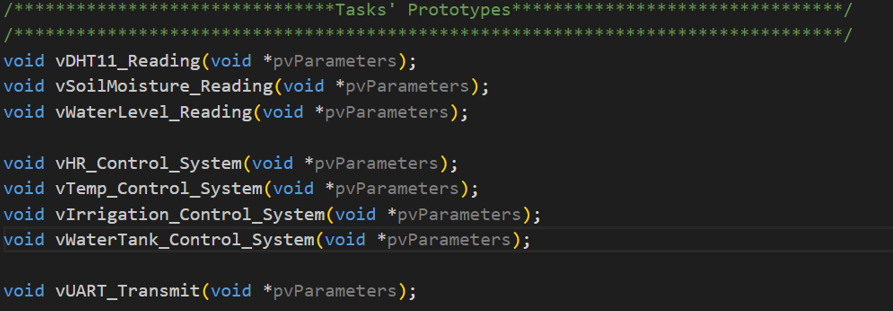 /*******************************Tasks' Prototypes********************************/
/********************************************************************************/
void vDHT11_Reading(void *pvParameters);
void vSoilMoisture_Reading(void *pvParameters);
void vWaterLevel_Reading(void *pvParameters);
void vHR_Control_System(void *pvParameters);
void vTemp_Control_System(void *pvParameters);
void vIrrigation_Control_System(void *pvParameters);
void vWaterTank_Control_System(void *pvParameters);
void vUART_Transmit(void *pvParameters);